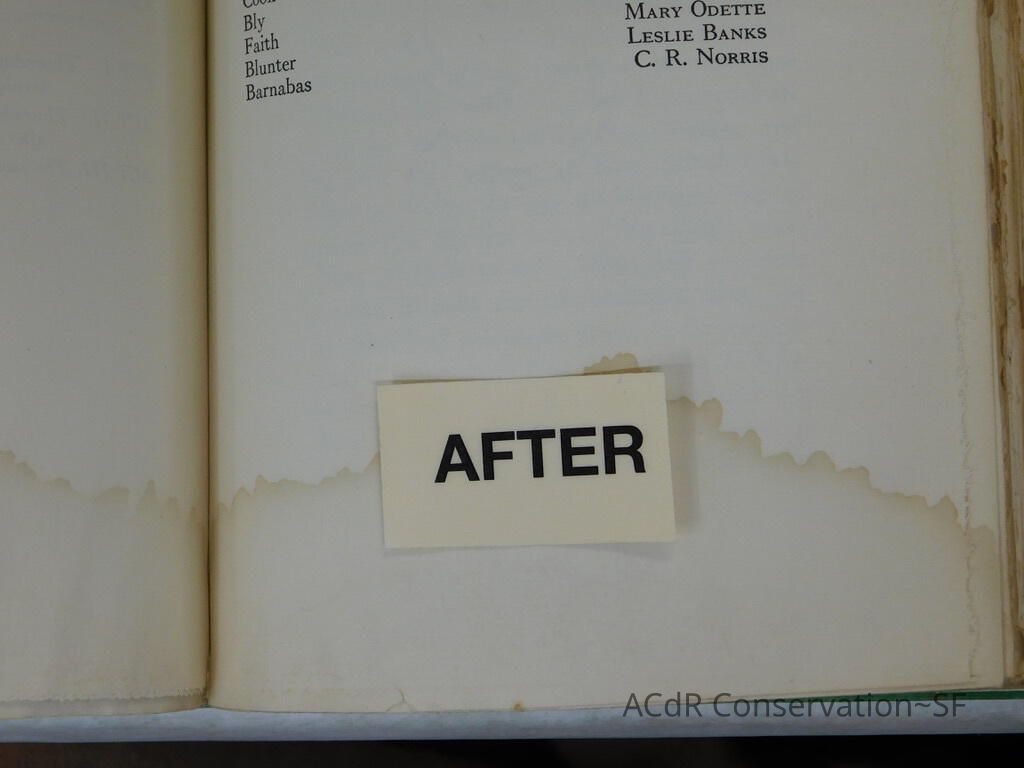 Bly
Faith
Blunter
Barnabas
MARY ODETTE
LESLIE BANKS
C. R. NORRIS
AFTER
ACdR Conservation~SF